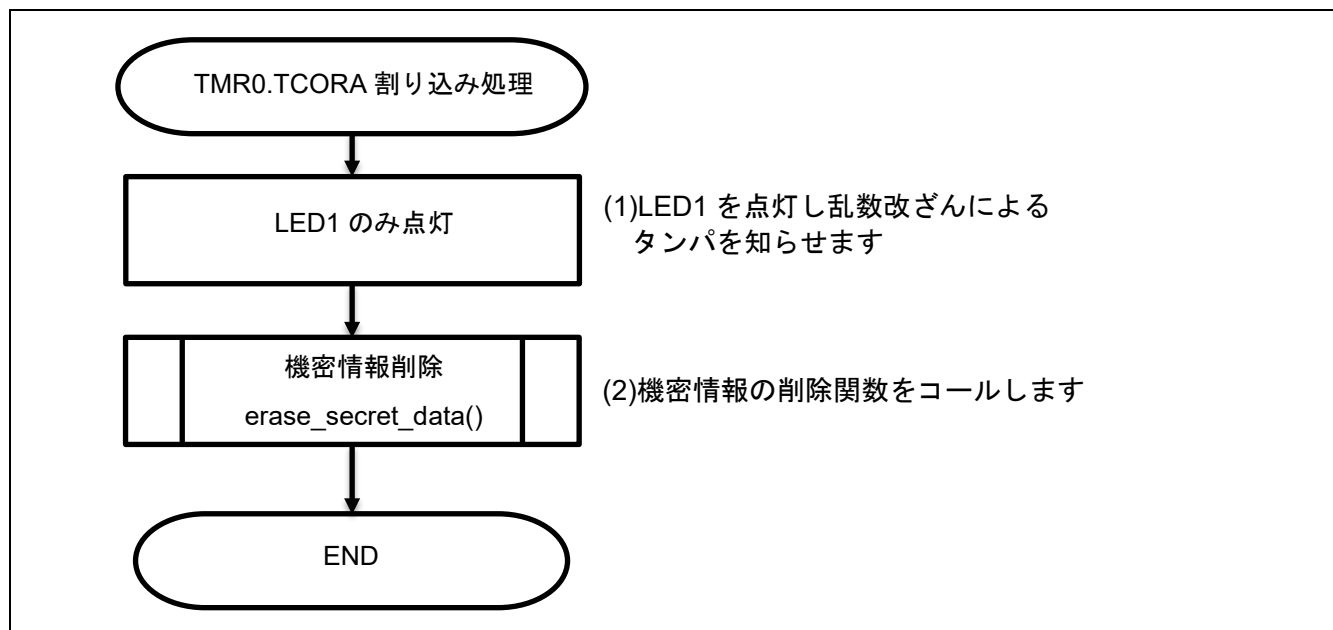 TMR0.TCORA 割り込み処理
LED1 のみ点灯
(1)LED1 を点灯し乱数改ざんによる
タンパを知らせます
機密情報削除
erase_secret_data()
(2)機密情報の削除関数をコールします
END